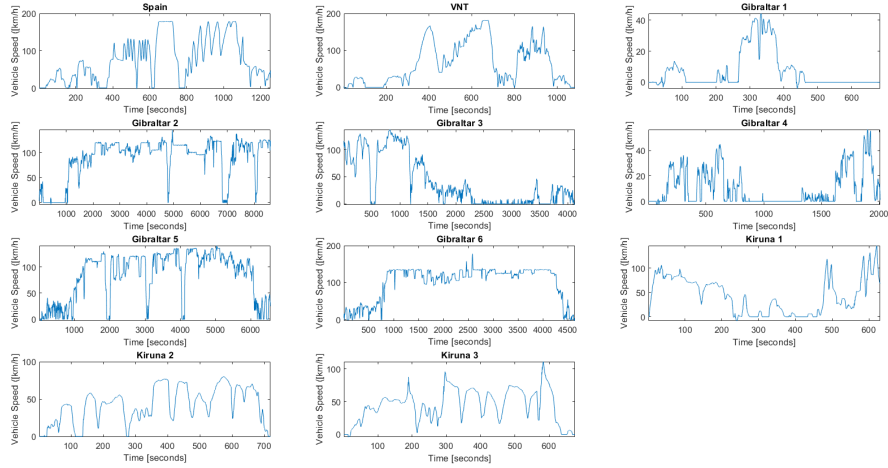 Spain
VNT
Gibraltar 1
Vehicle Speed ([km/h]
200
100
0
200 400 600 800 1000 1200
Time [seconds]
Vehicle Speed ([km/h]
200
100
0
200 400 600 800 1000
Time [seconds]
Vehicle Speed ([km/h]
40
20
0
100 200 300 400 500 600
Time [seconds]
Gibraltar 2
Gibraltar 3
Gibraltar 4
Vehicle Speed ([km/h]
100
50
0
1000 2000 3000 4000 5000 6000 7000 8000
Time [seconds]
Vehicle Speed ([km/h]
100
50
0
500 1000 1500 2000 2500 3000 3500 4000
Time [seconds]
Vehicle Speed ([km/h]
40
20
0
500 1000 1500 2000
Time [seconds]
Gibraltar 5
Gibraltar 6
Kiruna 1
Vehicle Speed ([km/h]
100
50
0
1000 2000 3000 4000 5000 6000
Time [seconds]
Vehicle Speed ([km/h]
200
100
0
500 1000 1500 2000 2500 3000 3500 4000 4500
Time [seconds]
Vehicle Speed ([km/h]
100
50
0
100 200 300 400 500 600
Time [seconds]
Kiruna 2
Kiruna 3
Vehicle Speed ([km/h]
100
50
0
100 200 300 400 500 600 700
Time [seconds]
Vehicle Speed ([km/h]
100
50
0
100 200 300 400 500 600
Time [seconds]